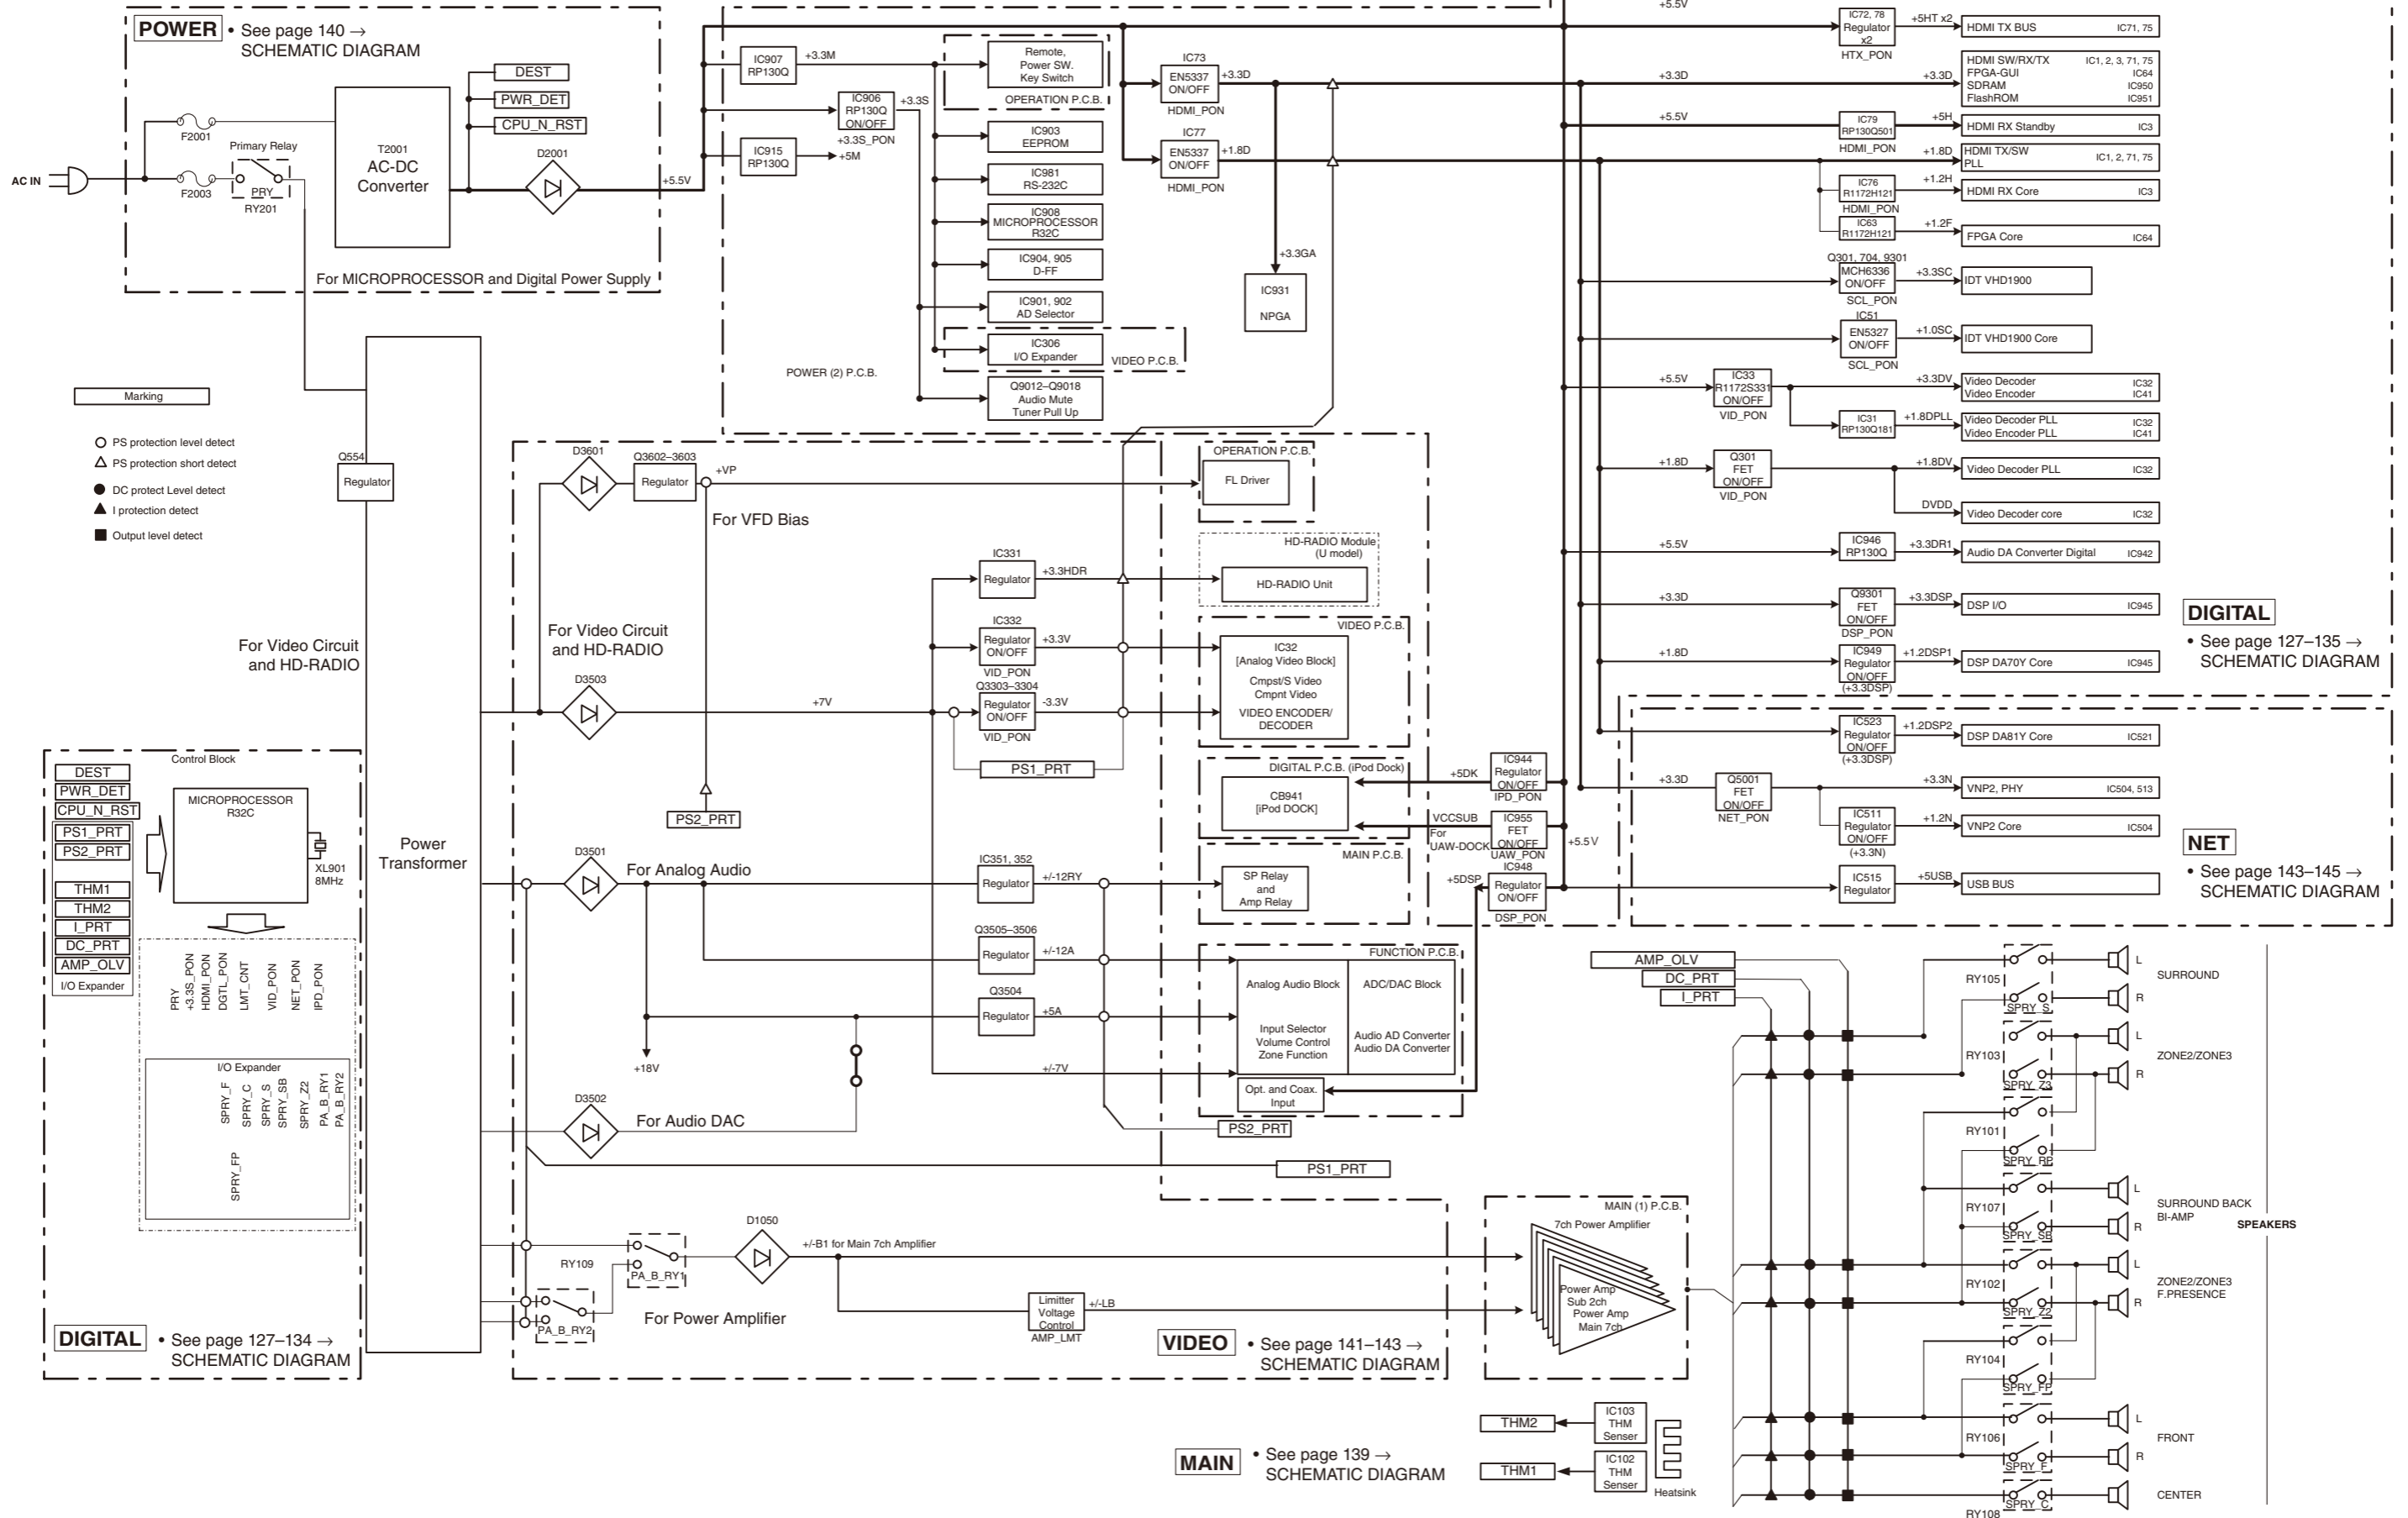 POWER
• See page 140 →
SCHEMATIC DIAGRAM
DEST
PWR_DET
CPU_N_RST
F2001
Primary Relay
AC IN
F2003
PRY
RY201
T2001
AC-DC
Converter
D2001
+5.5V
For MICROPROCESSOR and Digital Power Supply
IC907
RP130Q
+3.3M
IC906
RP130Q
ON/OFF
+3.3S_PON
+3.3S
IC915
RP130Q
+5M
Remote,
Power SW.
Key Switch
OPERATION P.C.B.
IC903
EEPROM
IC981
RS-232C
IC908
MICROPROCESSOR
R32C
IC904, 905
D-FF
IC901, 902
AD Selector
IC306
I/O Expander
VIDEO P.C.B.
Q9012–Q9018
Audio Mute
Tuner Pull Up
POWER (2) P.C.B.
IC73
EN5337
ON/OFF
HDMI_PON
+3.3D
IC77
EN5337
ON/OFF
HDMI_PON
+1.8D
+3.3GA
IC931
NPGA
+5.5V
IC72, 78
Regulator
x2
HTX_PON
+5HT x2
HDMI TX BUS
IC71, 75
+3.3D
+3.3D
HDMI SW/RX/TX
IC1, 2, 3, 71, 75
FPGA-GUI
IC64
SDRAM
IC950
FlashROM
IC951
+5.5V
IC79
RP130Q501
HDMI_PON
+5H
HDMI RX Standby
IC3
+1.8D
HDMI TX/SW
PLL
IC1, 2, 71, 75
IC76
R1172H121
HDMI_PON
+1.2H
HDMI RX Core
IC3
IC63
R1172H121
+1.2F
FPGA Core
IC64
Q301, 704, 9301
MCH6336
ON/OFF
SCL_PON
+3.3SC
IDT VHD1900
IC51
EN5327
ON/OFF
SCL_PON
+1.0SC
IDT VHD1900 Core
+5.5V
IC33
R1172S331
ON/OFF
VID_PON
+3.3DV
Video Decoder
IC32
Video Encoder
IC41
IC31
RP130Q181
+1.8DPLL
Video Decoder PLL
IC32
Video Encoder PLL
IC41
+1.8D
Q301
FET
ON/OFF
VID_PON
+1.8DV
Video Decoder PLL
IC32
DVDD
Video Decoder core
IC32
+5.5V
IC946
RP130Q
+3.3DR1
Audio DA Converter Digital
IC942
+3.3D
Q9301
FET
ON/OFF
DSP_PON
+3.3DSP
DSP I/O
IC945
+1.8D
IC949
Regulator
ON/OFF
(+3.3DSP)
+1.2DSP1
DSP DA70Y Core
IC945
DIGITAL
• See page 127–135 →
SCHEMATIC DIAGRAM
IC523
Regulator
ON/OFF
(+3.3DSP)
+1.2DSP2
DSP DA81Y Core
IC521
+3.3D
Q5001
FET
ON/OFF
NET_PON
+3.3N
VNP2, PHY
IC504, 513
IC511
Regulator
ON/OFF
(+3.3N)
+1.2N
VNP2 Core
IC504
IC515
Regulator
+5USB
USB BUS
NET
• See page 143–145 →
SCHEMATIC DIAGRAM
Marking
PS protection level detect
PS protection short detect
DC protect Level detect
I protection detect
Output level detect
Q554
Regulator
For Video Circuit
and HD-RADIO
Power
Transformer
D3601
Q3602–3603
Regulator
+VP
For VFD Bias
OPERATION P.C.B.
FL Driver
HD-RADIO Module
(U model)
HD-RADIO Unit
IC331
Regulator
+3.3HDR
For Video Circuit
and HD-RADIO
IC332
Regulator
ON/OFF
VID_PON
+3.3V
D3503
+7V
Q3303–3304
Regulator
ON/OFF
VID_PON
-3.3V
PS1_PRT
PS2_PRT
VIDEO P.C.B.
IC32
[Analog Video Block]
Cmpst/S Video
Cmpnt Video
VIDEO ENCODER/
DECODER
DIGITAL P.C.B. (iPod Dock)
CB941
[iPod DOCK]
+5DK
IC944
Regulator
ON/OFF
IPD_PON
VCCSUB
For
UAW-DOCK
IC955
FET
ON/OFF
UAW_PON
+5.5 V
IC948
Regulator
ON/OFF
DSP_PON
+5DSP
MAIN P.C.B.
SP Relay
and
Amp Relay
D3501
For Analog Audio
IC351, 352
Regulator
+/-12RY
Q3505–3506
Regulator
+/-12A
Q3504
Regulator
+5A
+18V
+/-7V
FUNCTION P.C.B.
Analog Audio Block
Input Selector
Volume Control
Zone Function
ADC/DAC Block
Audio AD Converter
Audio DA Converter
Opt. and Coax.
Input
D3502
For Audio DAC
PS2_PRT
PS1_PRT
Control Block
DEST
PWR_DET
CPU_N_RST
PS1_PRT
PS2_PRT
THM1
THM2
I_PRT
DC_PRT
AMP_OLV
I/O Expander
MICROPROCESSOR
R32C
XL901
8MHz
PRY
+3.3S_PON
HDMI_PON
DGTL_PON
LMT_CNT
VID_PON
NET_PON
IPD_PON
I/O Expander
SPRY_F
SPRY_C
SPRY_S
SPRY_SB
SPRY_Z2
PA_B_RY1
PA_B_RY2
SPRY_FP
DIGITAL
• See page 127–134 →
SCHEMATIC DIAGRAM
RY109
PA_B_RY1
PA_B_RY2
D1050
+/-B1 for Main 7ch Amplifier
For Power Amplifier
Limitter
Voltage
Control
AMP_LMT
+/-LB
VIDEO
• See page 141–143 →
SCHEMATIC DIAGRAM
MAIN (1) P.C.B.
7ch Power Amplifier
Power Amp
Sub 2ch
Power Amp
Main 7ch
MAIN
• See page 139 →
SCHEMATIC DIAGRAM
THM2
IC103
THM
Senser
THM1
IC102
THM
Senser
Heatsink
AMP_OLV
DC_PRT
I_PRT
RY105
SPRY_S
L
R
SURROUND
RY103
SPRY_Z3
L
R
ZONE2/ZONE3
RY101
SPRY_RP
RY107
SPRY_SB
L
R
SURROUND BACK
BI-AMP
SPEAKERS
RY102
SPRY_Z2
L
R
ZONE2/ZONE3
F.PRESENCE
RY104
SPRY_FP
RY106
SPRY_F
L
R
FRONT
SPRY_C
RY108
CENTER